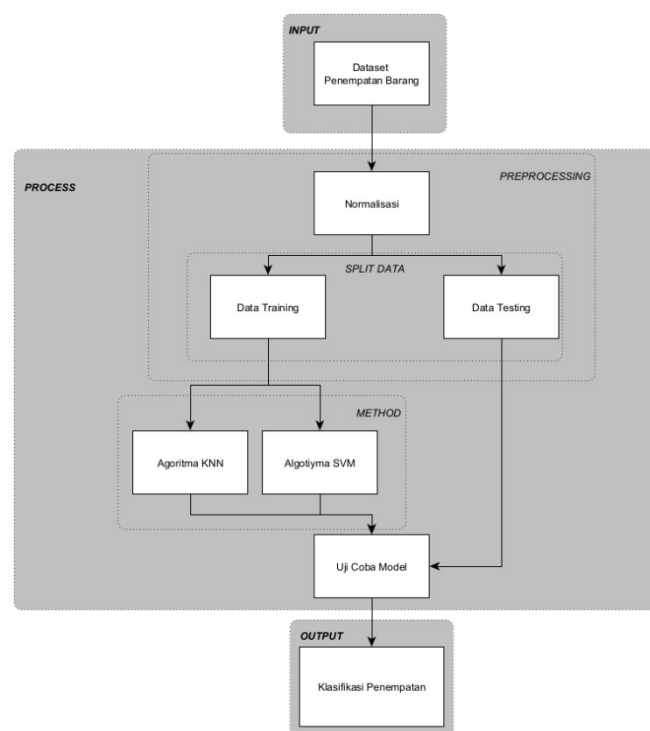 INPUT
Dataset
Penempatan Barang
PROCESS
PREPROCESSING
Normalisasi
SPLIT DATA
Data Training
Data Testing
METHOD
Agoritma KNN
Algotiyma SVM
Uji Coba Model
OUTPUT
Klasifikasi Penempatan